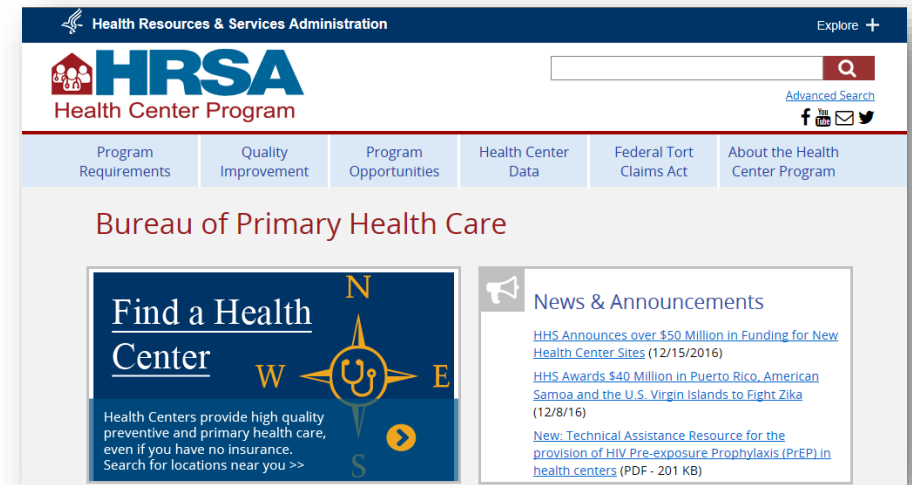 Health Resources & Services Administration
Explore +
HRSA
Health Center Program
Advanced Search
f You Tube
Program Requirements
Quality Improvement
Program Opportunities
Health Center Data
Federal Tort Claims Act
About the Health Center Program
Bureau of Primary Health Care
Find a Health
Center
N
W
E
S
Health Centers provide high quality
preventive and primary health care,
even if you have no insurance.
Search for locations near you >>
News & Announcements
HHS Announces over $50 Million in Funding for New
Health Center Sites (12/15/2016)
HHS Awards $40 Million in Puerto Rico, American
Samoa and the U.S. Virgin Islands to Fight Zika
(12/8/16)
New: Technical Assistance Resource for the
provision of HIV Pre-exposure Prophylaxis (PrEP) in
health centers (PDF - 201 KB)